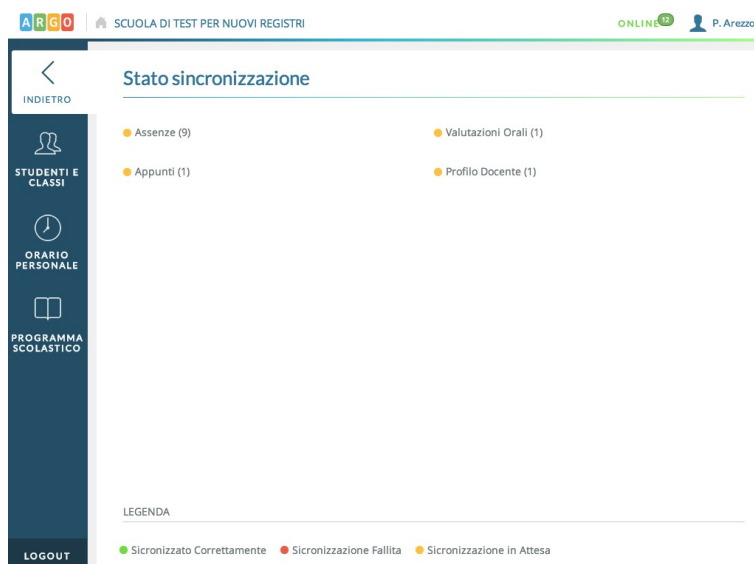 ARGO SCUOLA DI TEST PER NUOVI REGISTRI ONLINE 12 P. Arezzo
INDIETRO
Stato sincronizzazione
Assenze (9) Valutazioni Orali (1)
Appunti (1) Profilo Docente (1)
STUDENTI E
CLASSI
ORARIO
PERSONALE
PROGRAMMA
SCOLASTICO
LEGENDA
Sicronizzato Correttamente Sicronizzazione Fallita Sicronizzazione in Attesa
LOGOUT